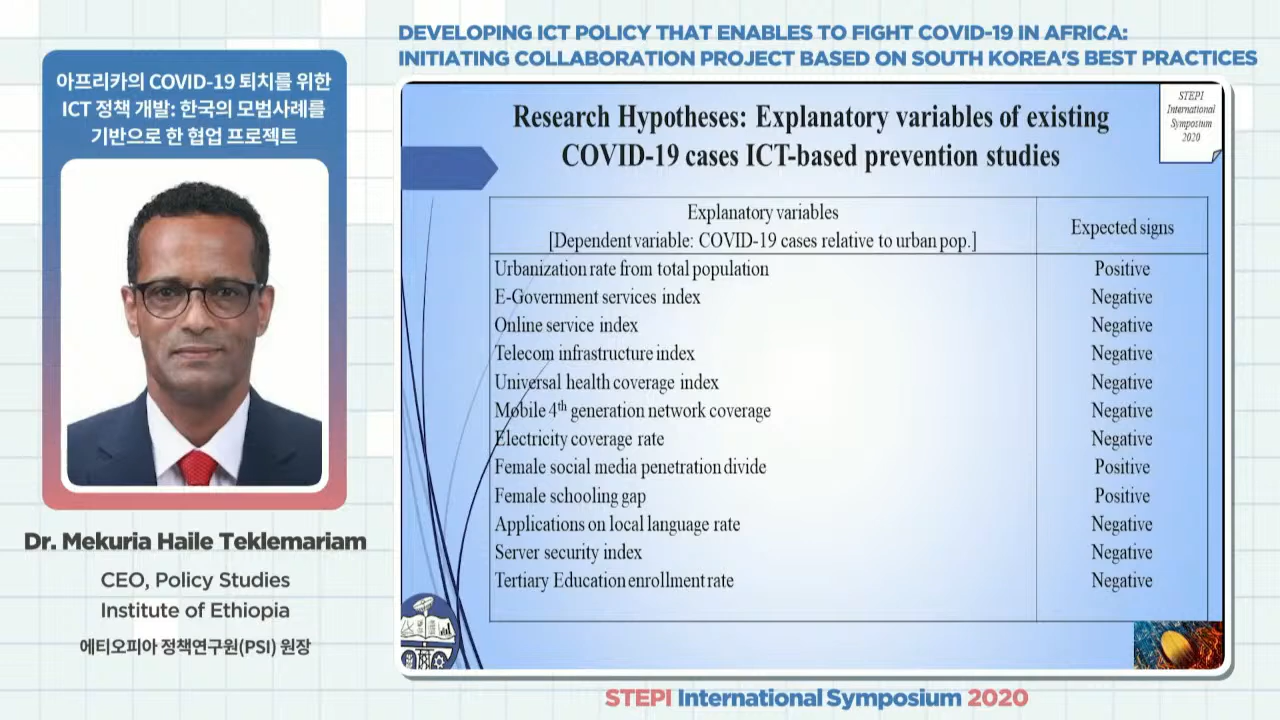 DEVELOPING ICT POLICY THAT ENABLES TO FIGHT COVID-19 IN AFRICA:
INITIATING COLLABORATION PROJECT BASED ON SOUTH KOREA'S BEST PRACTICES
아프리카의 COVID-19 퇴치를 위한
ICT 정책 개발: 한국의 모범사례를
기반으로 한 협업 프로젝트
Dr. Mekuria Haile Teklemariam
CEO, Policy Studies
Institute of Ethiopia
에티오피아 정책연구원(PSI) 원장
STEPI
International
Symposium
2020
Research Hypotheses: Explanatory variables of existing
COVID-19 cases ICT-based prevention studies
Explanatory variables
[Dependent variable: COVID-19 cases relative to urban pop.]
Expected signs
Urbanization rate from total population Positive
E-Government services index Negative
Online service index Negative
Telecom infrastructure index Negative
Universal health coverage index Negative
Mobile 4th generation network coverage Negative
Electricity coverage rate Negative
Female social media penetration divide Positive
Female schooling gap Positive
Applications on local language rate Negative
Server security index Negative
Tertiary Education enrollment rate Negative
STEPI International Symposium 2020